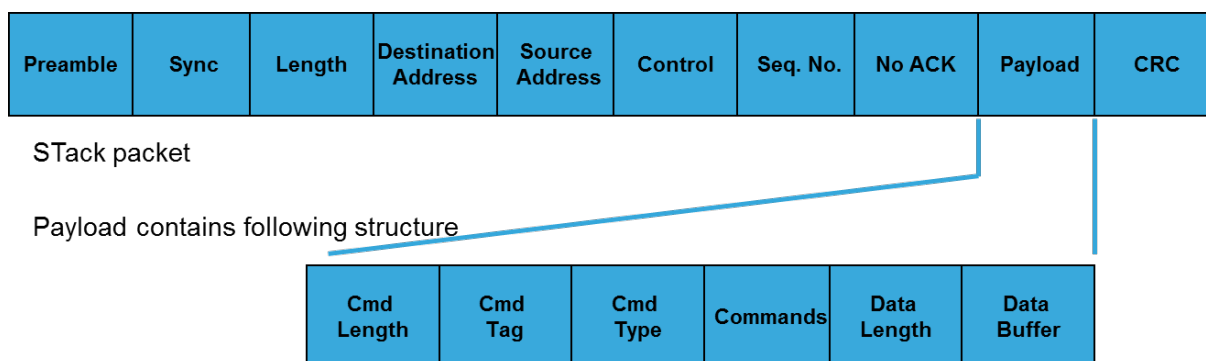 Preamble Sync Length Destination Address Source Address Control Seq. No. No ACK Payload CRC
STack packet
Payload contains following structure
Cmd Length Cmd Tag Cmd Type Commands Data Length Data Buffer